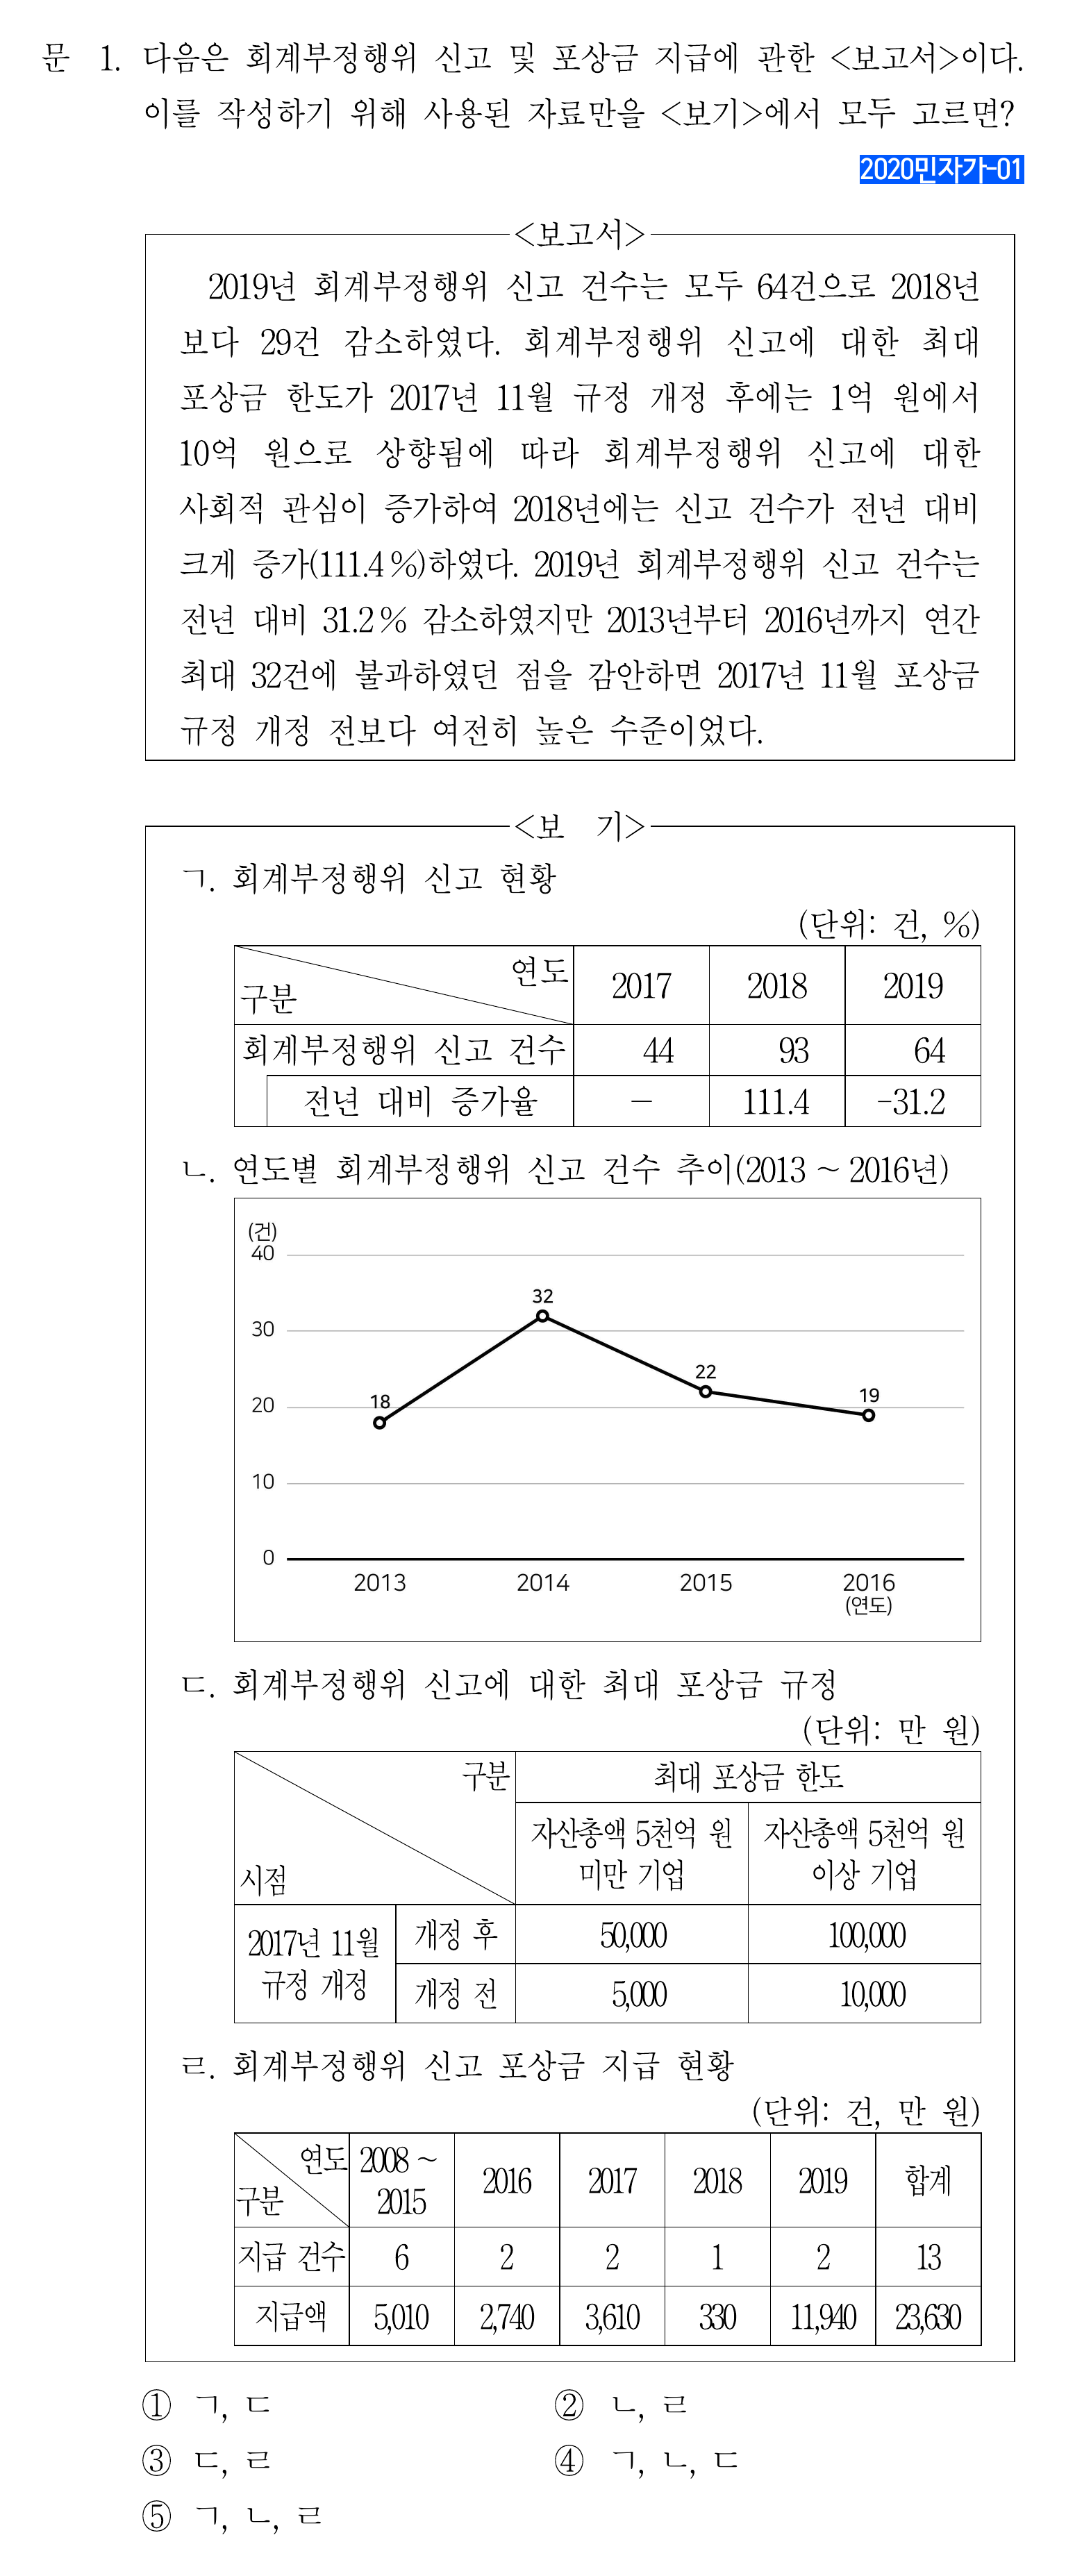 문 1. 다음은 회계부정행위 신고 및 포상금 지급에 관한 <보고서>이다.
이를 작성하기 위해 사용된 자료만을 <보기>에서 모두 고르면?
2020민자가-01
<보고서>
2019년 회계부정행위 신고 건수는 모두 64건으로 2018년
보다 29건 감소하였다. 회계부정행위 신고에 대한 최대
포상금 한도가 2017년 11월 규정 개정 후에는 1억 원에서
10억 원으로 상향됨에 따라 회계부정행위 신고에 대한
사회적 관심이 증가하여 2018년에는 신고 건수가 전년 대비
크게 증가(111.4%)하였다. 2019년 회계부정행위 신고 건수는
전년 대비 31.2% 감소하였지만 2013년부터 2016년까지 연간
최대 32건에 불과하였던 점을 감안하면 2017년 11월 포상금
규정 개정 전보다 여전히 높은 수준이었다.
<보 기>
ㄱ. 회계부정행위 신고 현황
(단위: 건, %)
연도
구분
2017 2018 2019
회계부정행위 신고 건수 44 93 64
전년 대비 증가율 - 111.4 -31.2
ㄴ. 연도별 회계부정행위 신고 건수 추이(2013 ~ 2016년)
(건)
40
32
30
22
20 18 19
10
0
2013 2014 2015 2016
(연도)
ㄷ. 회계부정행위 신고에 대한 최대 포상금 규정
(단위: 만 원)
구분
시점
최대 포상금 한도
자산총액 5천억 원 자산총액 5천억 원
미만 기업 이상 기업
2017년 11월
규정 개정
개정 후 50,000 100,000
개정 전 5,000 10,000
ㄹ. 회계부정행위 신고 포상금 지급 현황
(단위: 건, 만 원)
연도
구분
2008 ~
2015
2016 2017 2018 2019 합계
지급 건수 6 2 2 1 2 13
지급액 5,010 2,740 3,610 330 11,940 23,630
① ㄱ, ㄷ ② ㄴ, ㄹ
③ ㄷ, ㄹ ④ ㄱ, ㄴ, ㄷ
⑤ ㄱ, ㄴ, ㄹ